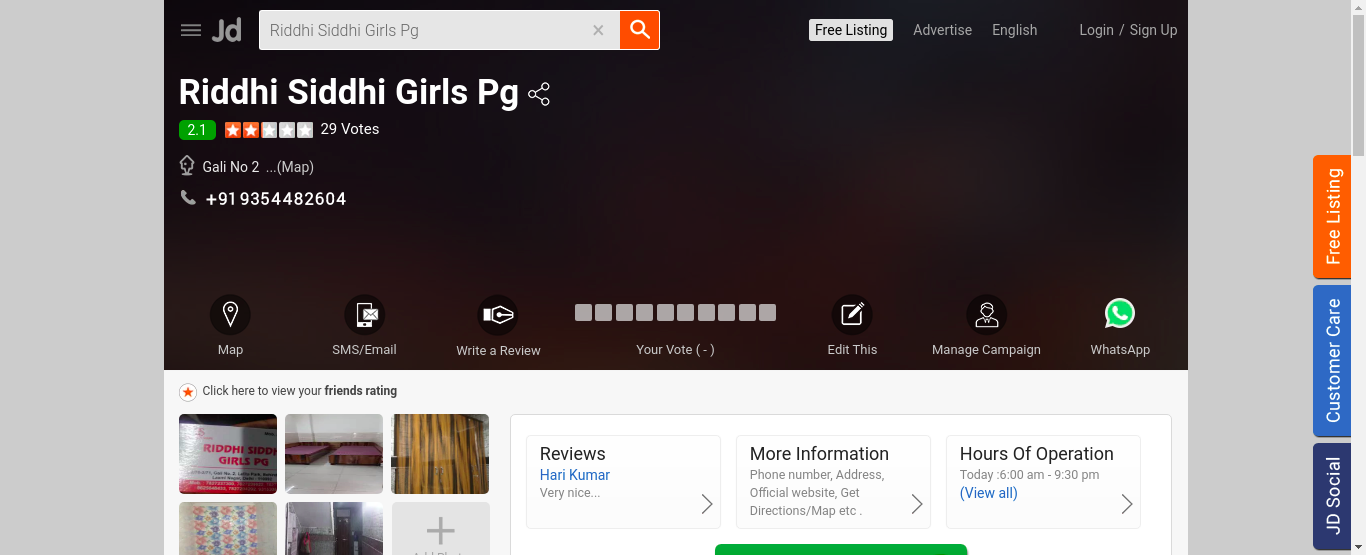 Jd
Riddhi Siddhi Girls Pg
Free Listing
Advertise
English
Login / Sign Up
Riddhi Siddhi Girls Pg
2.1
29 Votes
Gali No 2 ...(Map)
+919354482604
Map
SMS/Email
Write a Review
Your Vote ( - )
Edit This
Manage Campaign
WhatsApp
Free Listing
Customer Care
JD Social
Click here to view your friends rating
RIDDHI SIDDH
GIRLS PG
Reviews
Hari Kumar
Very nice...
More Information
Phone number, Address,
Official website, Get
Directions/Map etc .
Hours Of Operation
Today :6:00 am - 9:30 pm
(View all)